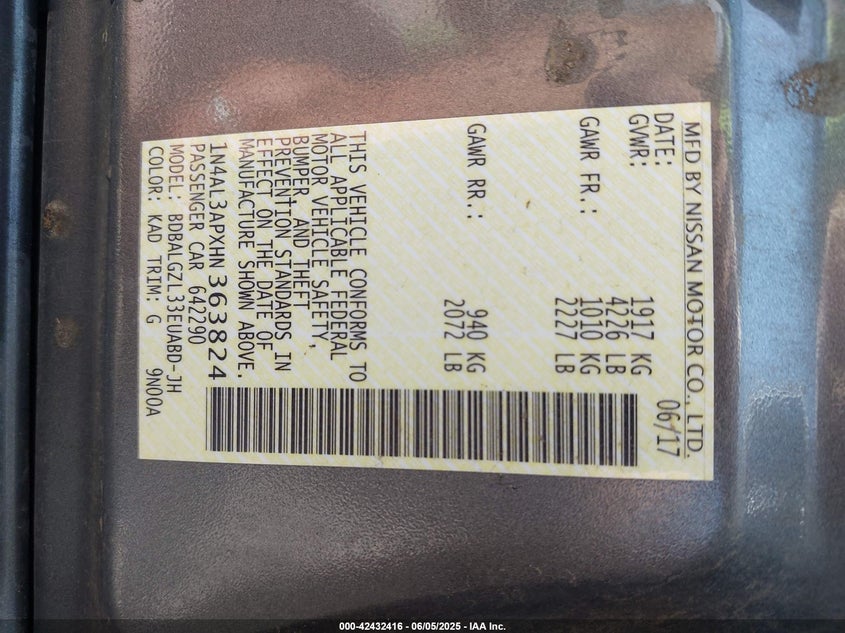 MFD BY NISSAN MOTOR CO., LTD.
DATE: 06/17
GVWR: 1917 KG
4226 LB
GAWR FR.: 1010 KG
2227 LB
GAWR RR.: 940 KG
2072 LB
THIS VEHICLE CONFORMS TO
ALL APPLICABLE FEDERAL
MOTOR VEHICLE SAFETY,
BUMPER, AND THEFT
PREVENTION STANDARDS IN
EFFECT ON THE DATE OF
MANUFACTURE SHOWN ABOVE.
1N4AL3APXHN363824
PASSENGER CAR 642290
MODEL: BDBALGZL33EUABD-JH
COLOR: KAD TRIM: G 9N00A
000-42432416 - 06/05/2025 - IAA Inc.